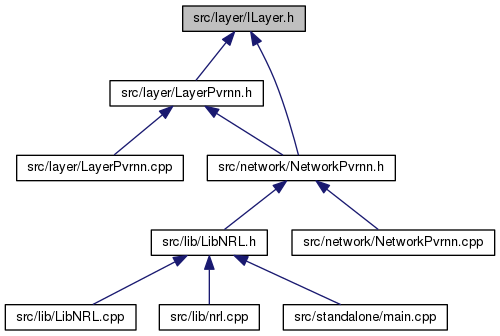 src/layer/ILayer.h
src/layer/LayerPvrnn.h
src/layer/LayerPvrnn.cpp
src/network/NetworkPvrnn.h
src/lib/LibNRL.h
src/network/NetworkPvrnn.cpp
src/lib/LibNRL.cpp
src/lib/nrl.cpp
src/standalone/main.cpp